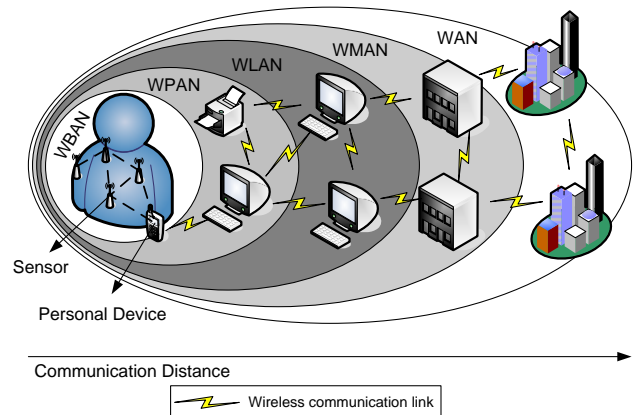 WBAN
WPAN
WLAN
WMAN
WAN
Sensor
Personal Device
Communication Distance
Wireless communication link